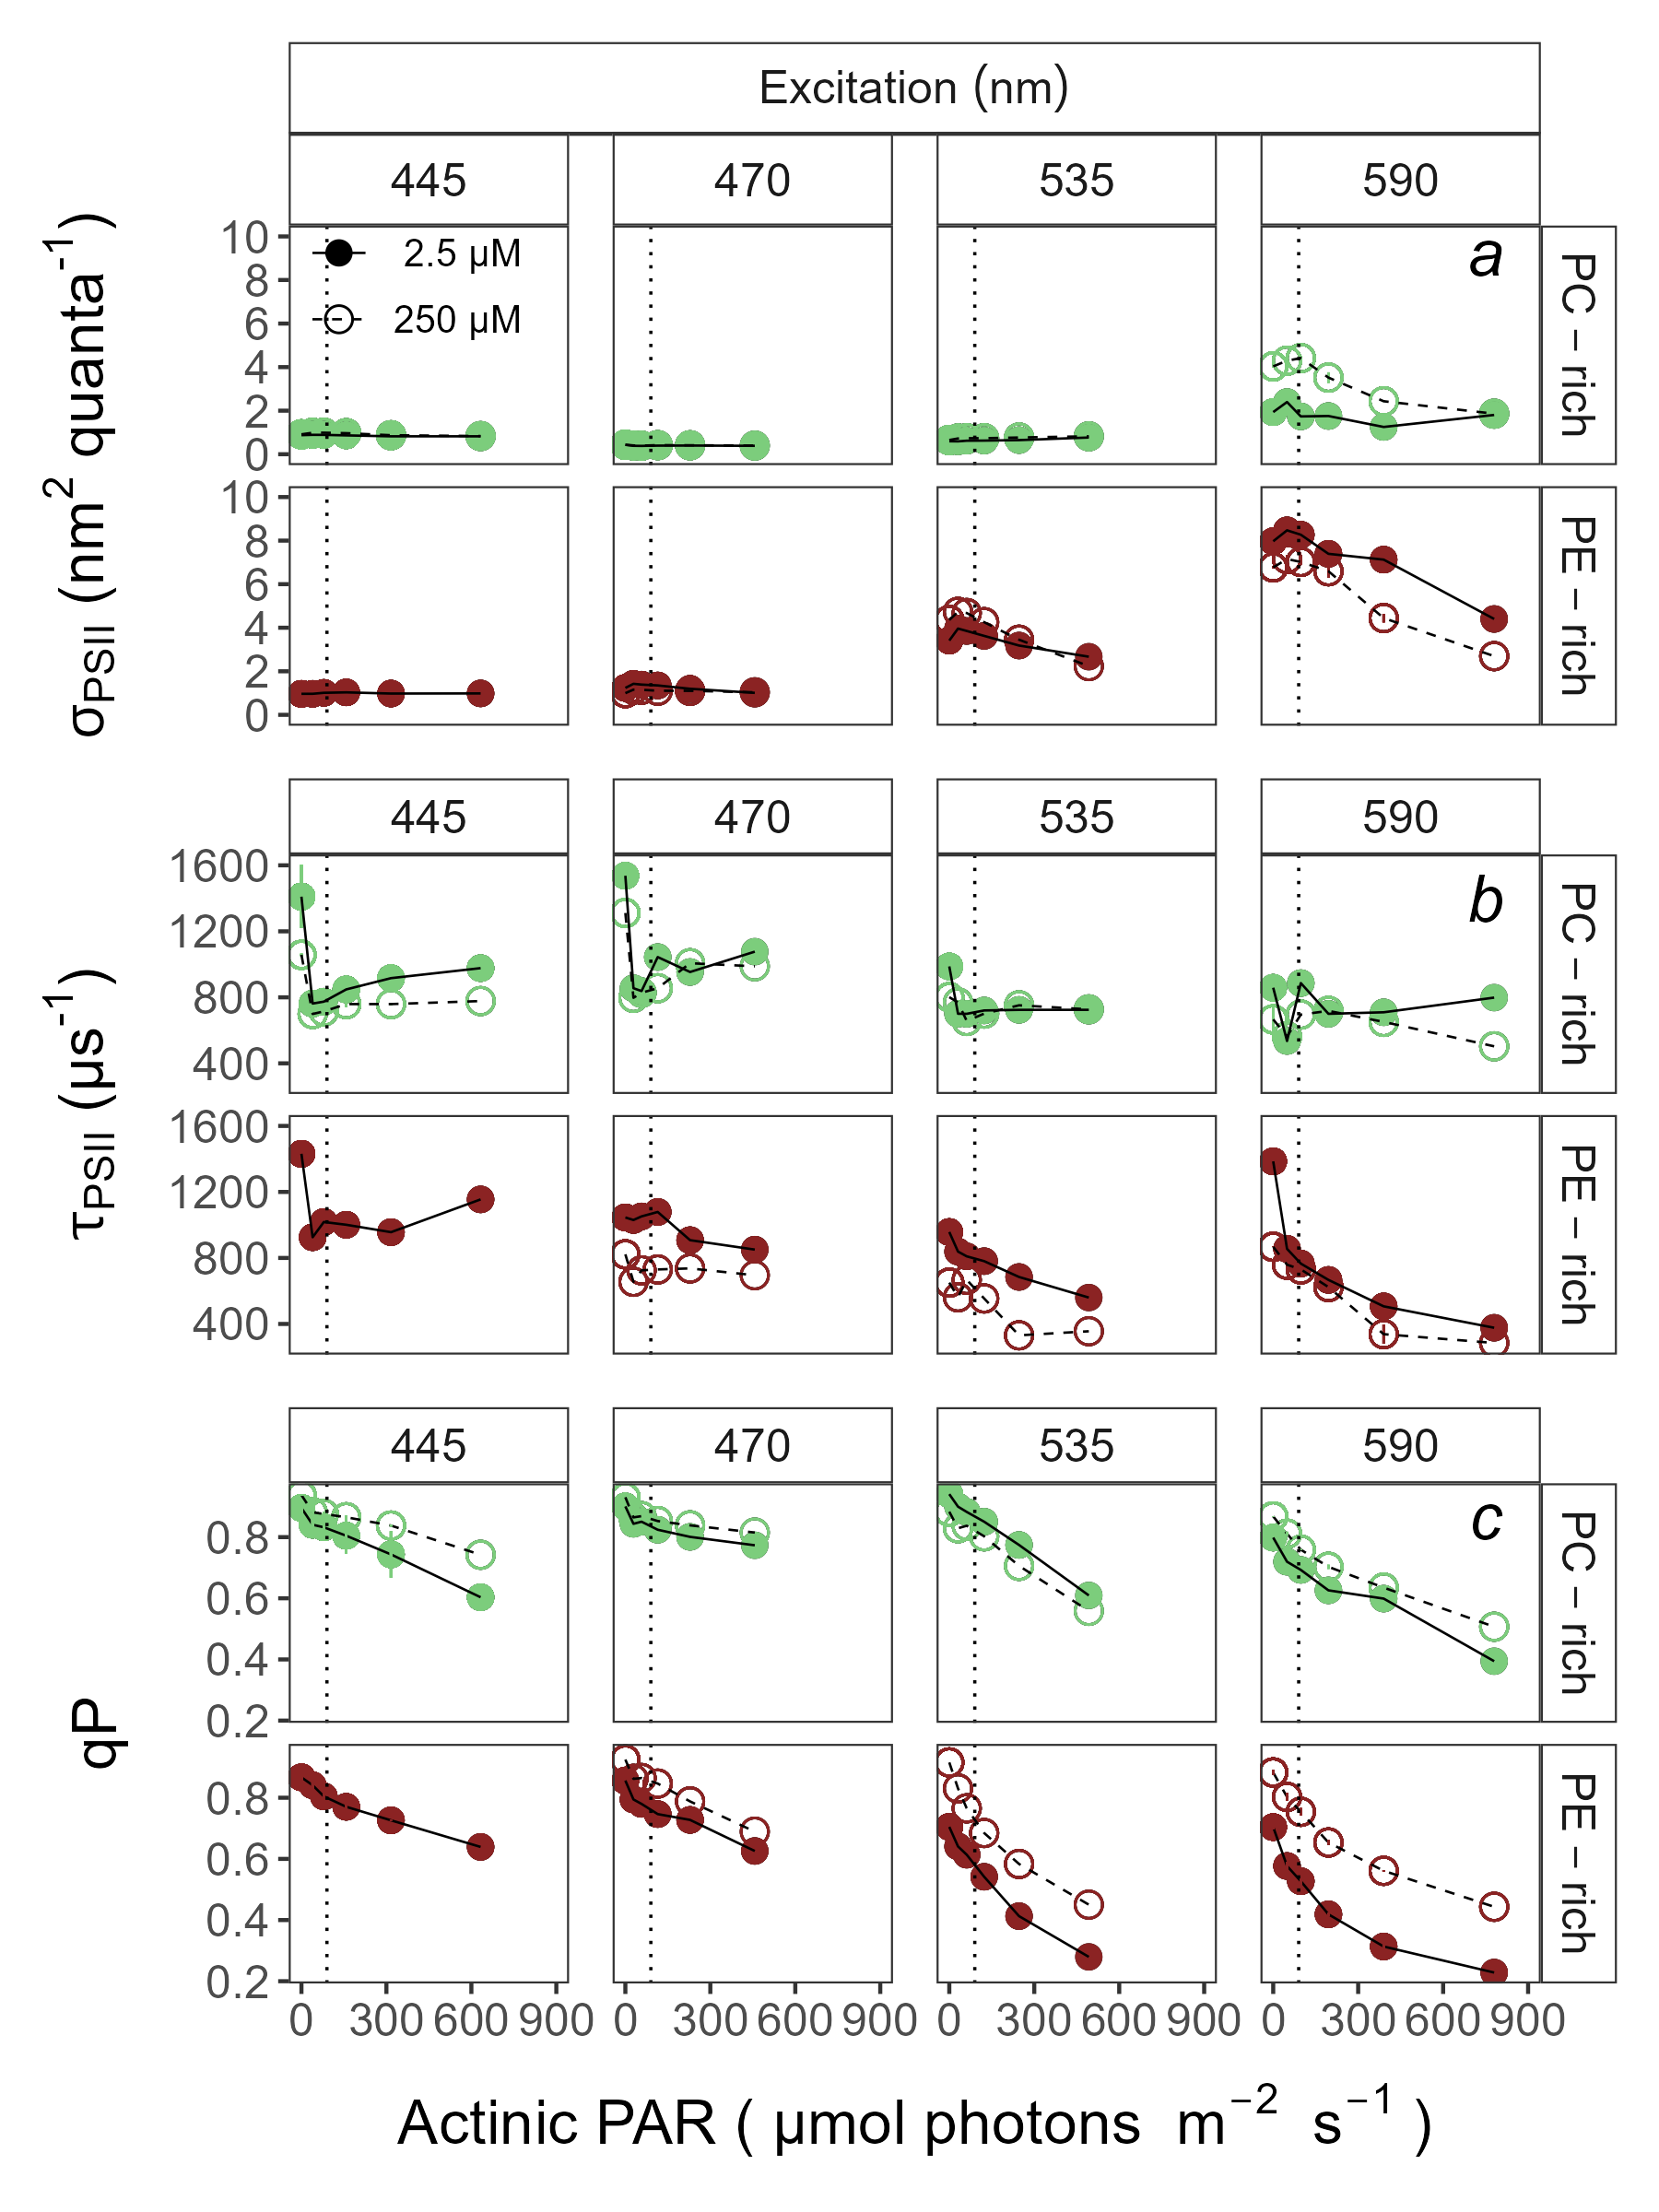 Excitation (nm)
445 470 535 590
σPSII (nm² quanta⁻¹)
10
8
6
4
2
0
2.5 µM
250 µM
a
PC – rich
10
8
6
4
2
0
PE – rich
445 470 535 590
τPSII (µs⁻¹)
1600
1200
800
400
b
PC – rich
1600
1200
800
400
PE – rich
445 470 535 590
qP
0.8
0.6
0.4
0.2
c
PC – rich
0.8
0.6
0.4
0.2
PE – rich
0 300 600 900 0 300 600 900 0 300 600 900 0 300 600 900
Actinic PAR ( µmol photons m⁻² s⁻¹ )